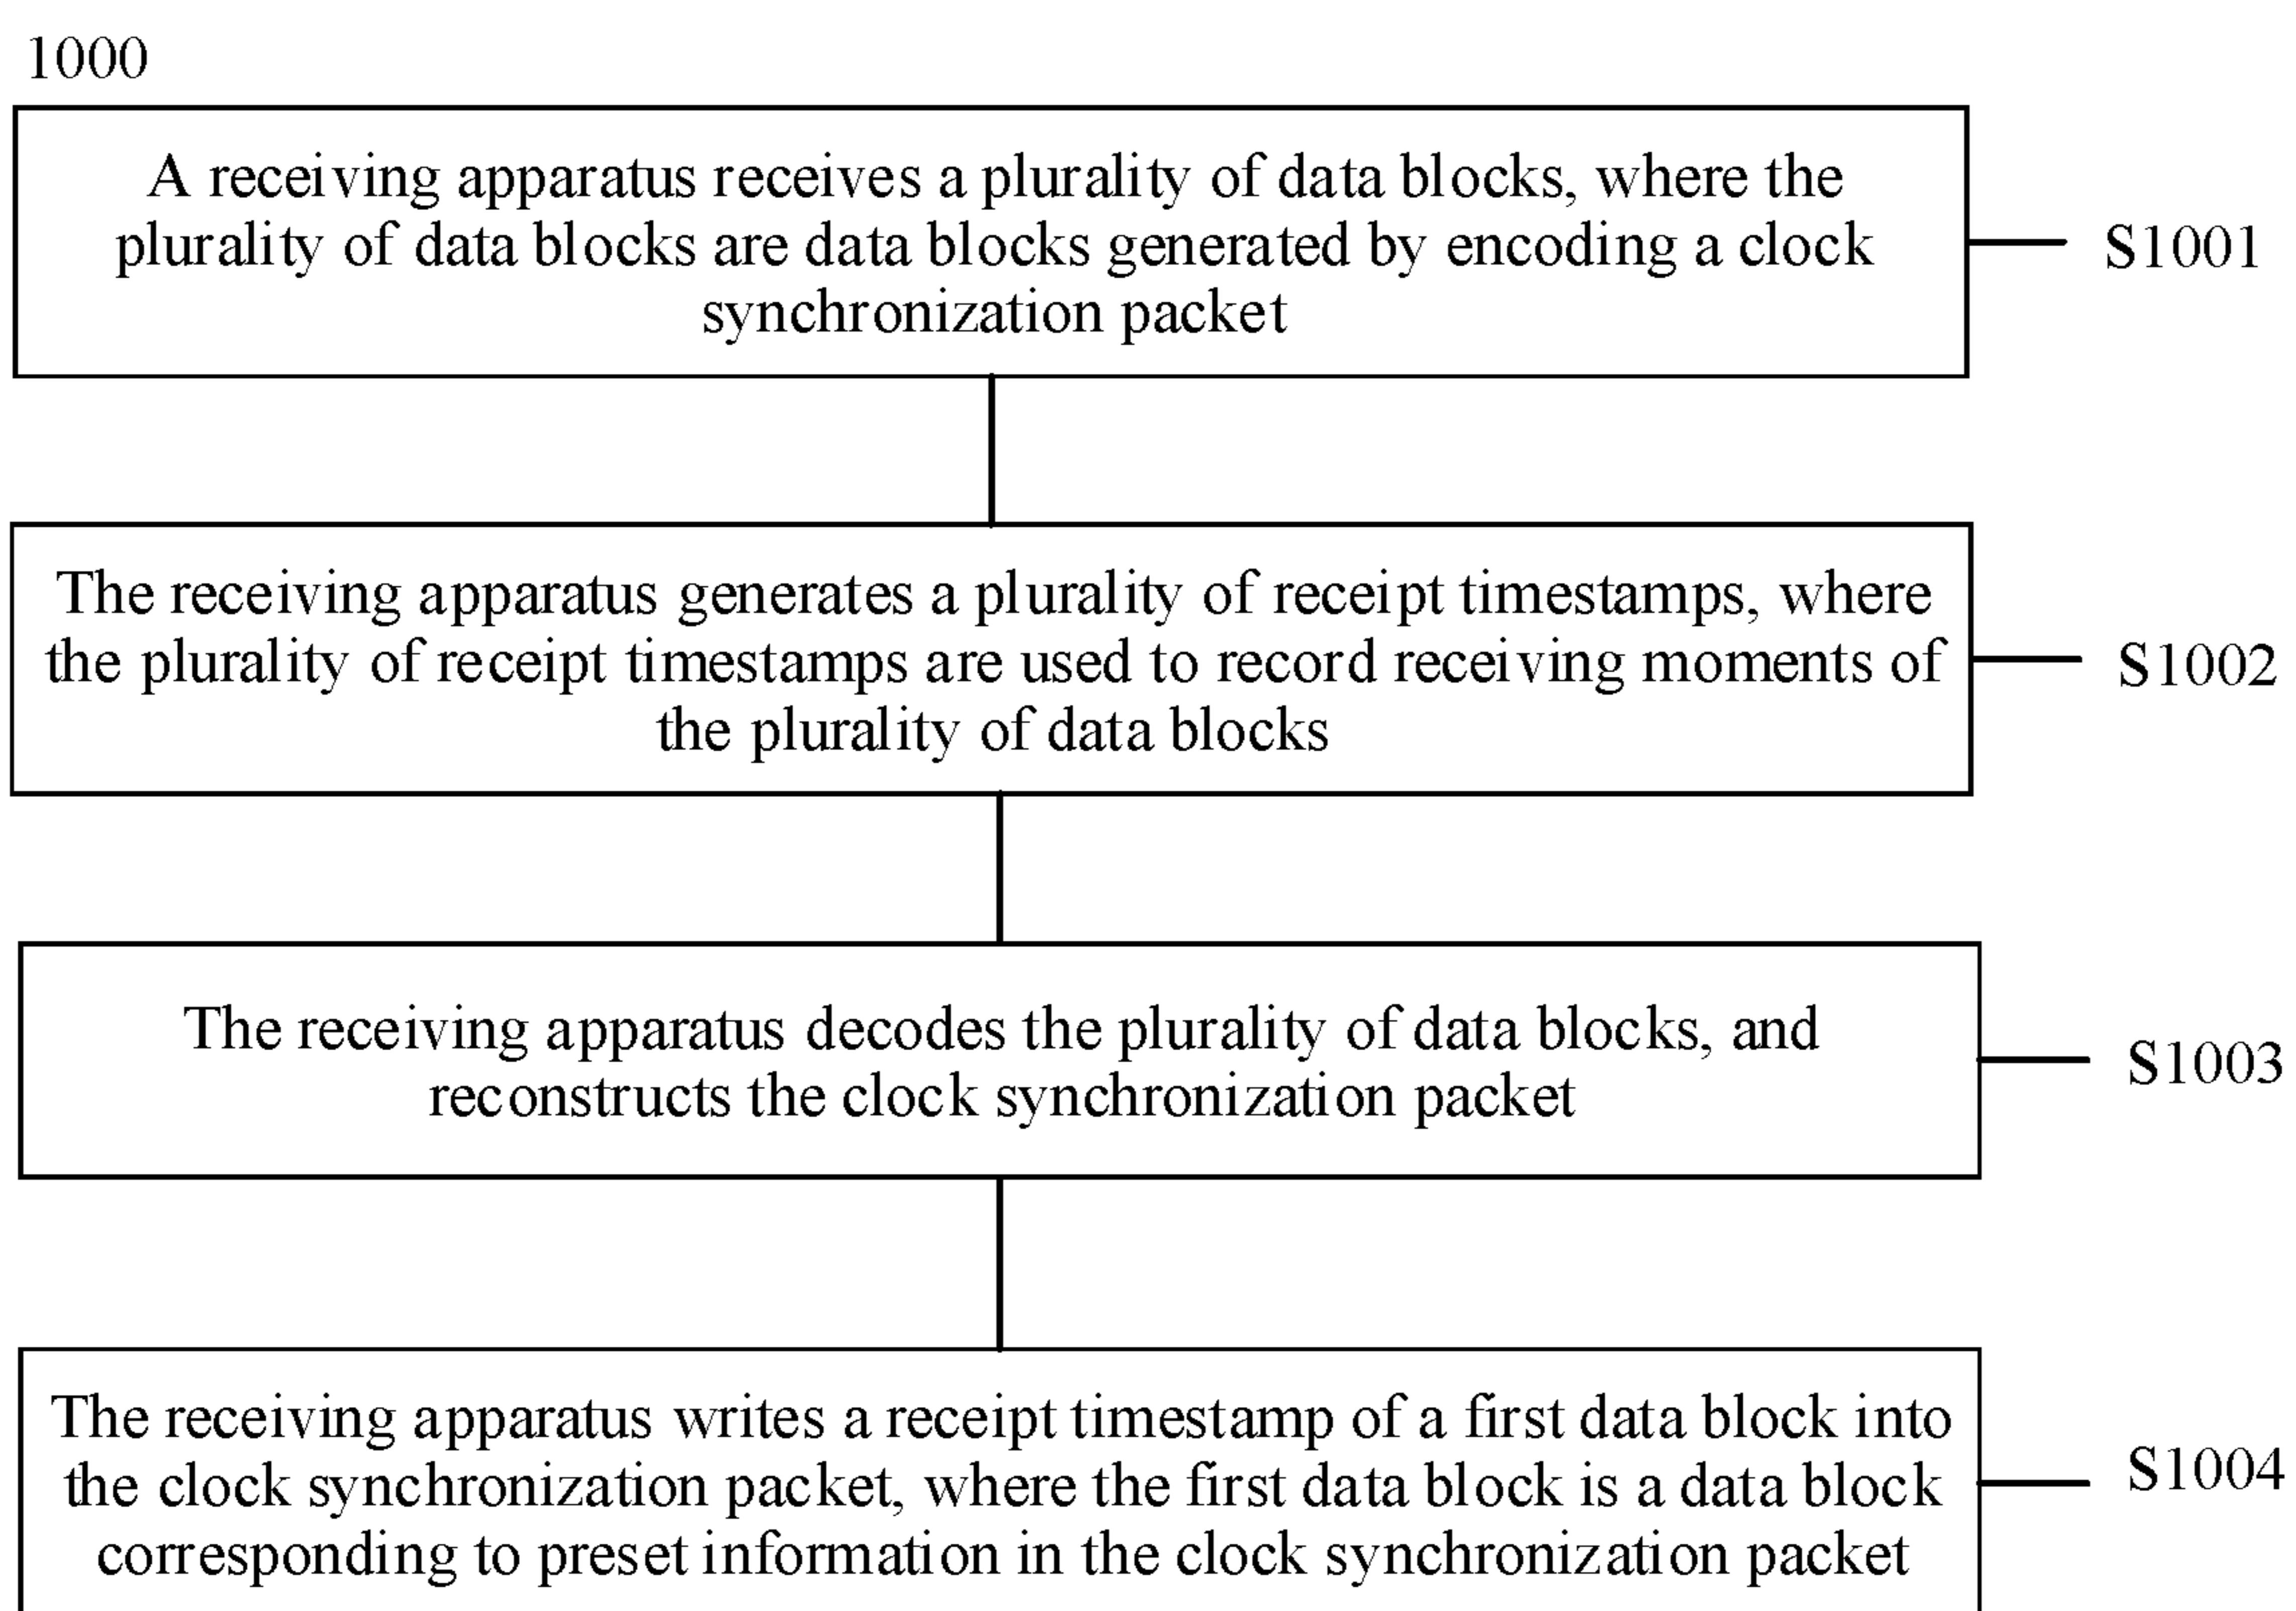 1000
A receiving apparatus receives a plurality of data blocks, where the
plurality of data blocks are data blocks generated by encoding a clock
synchronization packet
S1001
The receiving apparatus generates a plurality of receipt timestamps, where
the plurality of receipt timestamps are used to record receiving moments of
the plurality of data blocks
S1002
The receiving apparatus decodes the plurality of data blocks, and
reconstructs the clock synchronization packet
S1003
The receiving apparatus writes a receipt timestamp of a first data block into
the clock synchronization packet, where the first data block is a data block
corresponding to preset information in the clock synchronization packet
S1004